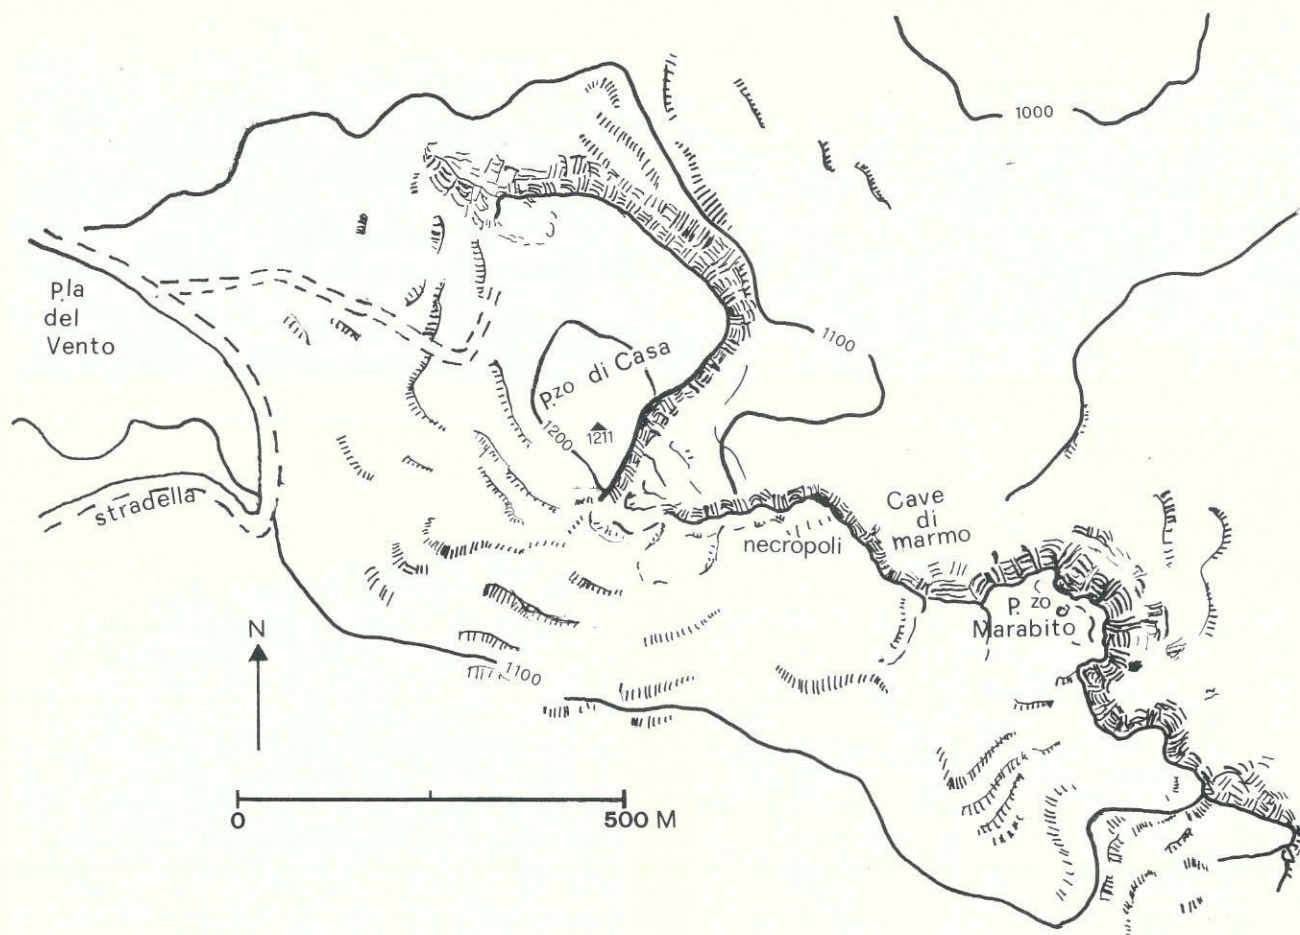 1000
P.la
del
Vento
1100
Pzo di Casa
1200
1211
stradella
Cave
di
marmo
necropoli
P. zo
Marabito
N
1100
0
500 M